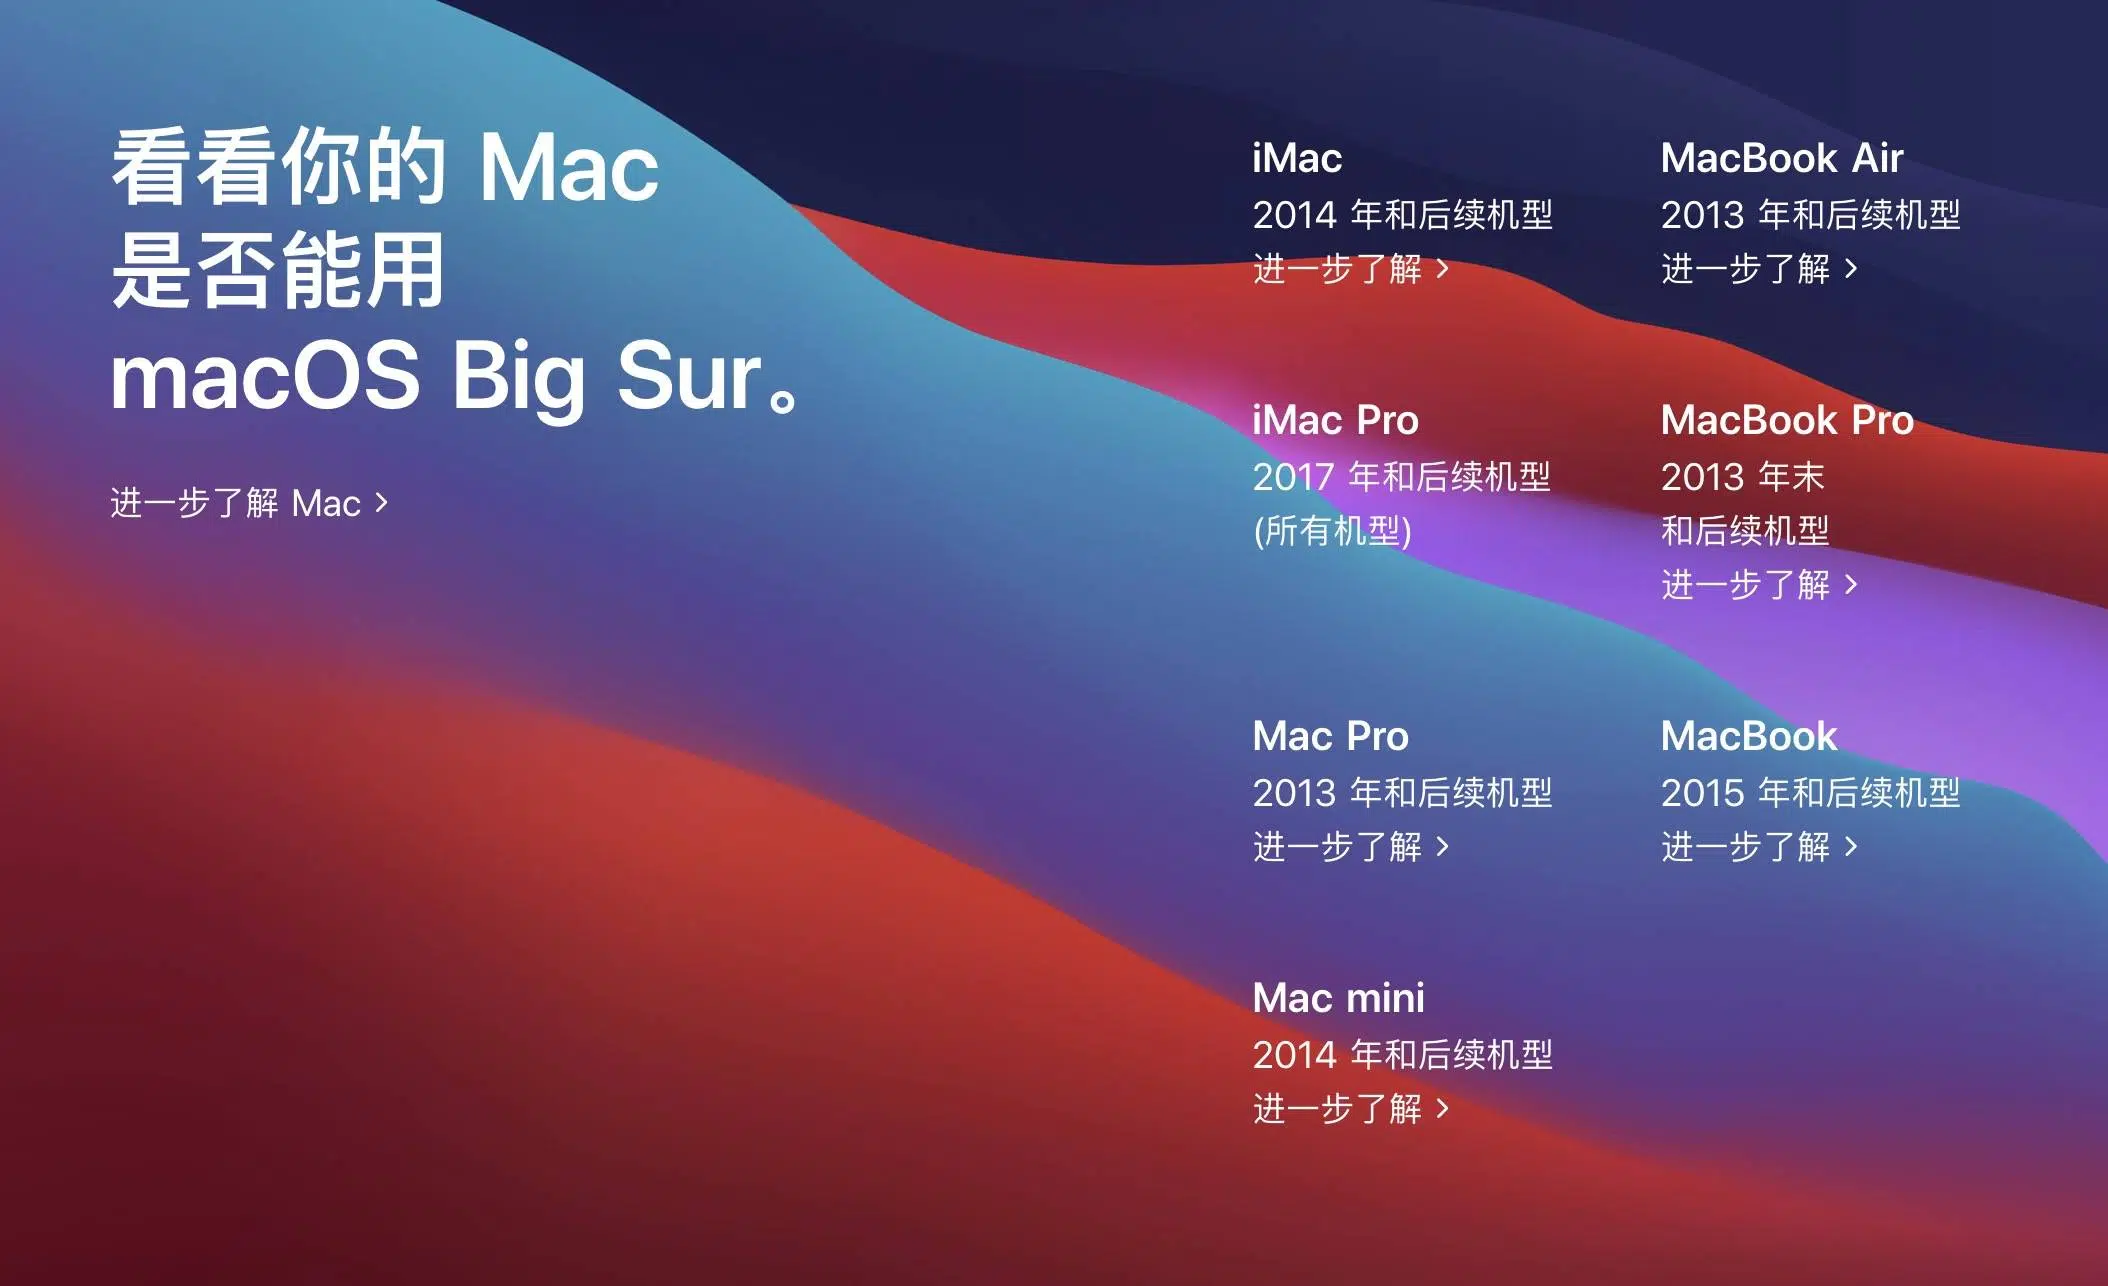 看看你的 Mac
是否能用
macOS Big Sur。
进一步了解 Mac >
iMac
2014 年和后续机型
进一步了解 >
MacBook Air
2013 年和后续机型
进一步了解 >
iMac Pro
2017 年和后续机型
(所有机型)
MacBook Pro
2013 年末
和后续机型
进一步了解 >
Mac Pro
2013 年和后续机型
进一步了解 >
MacBook
2015 年和后续机型
进一步了解 >
Mac mini
2014 年和后续机型
进一步了解 >